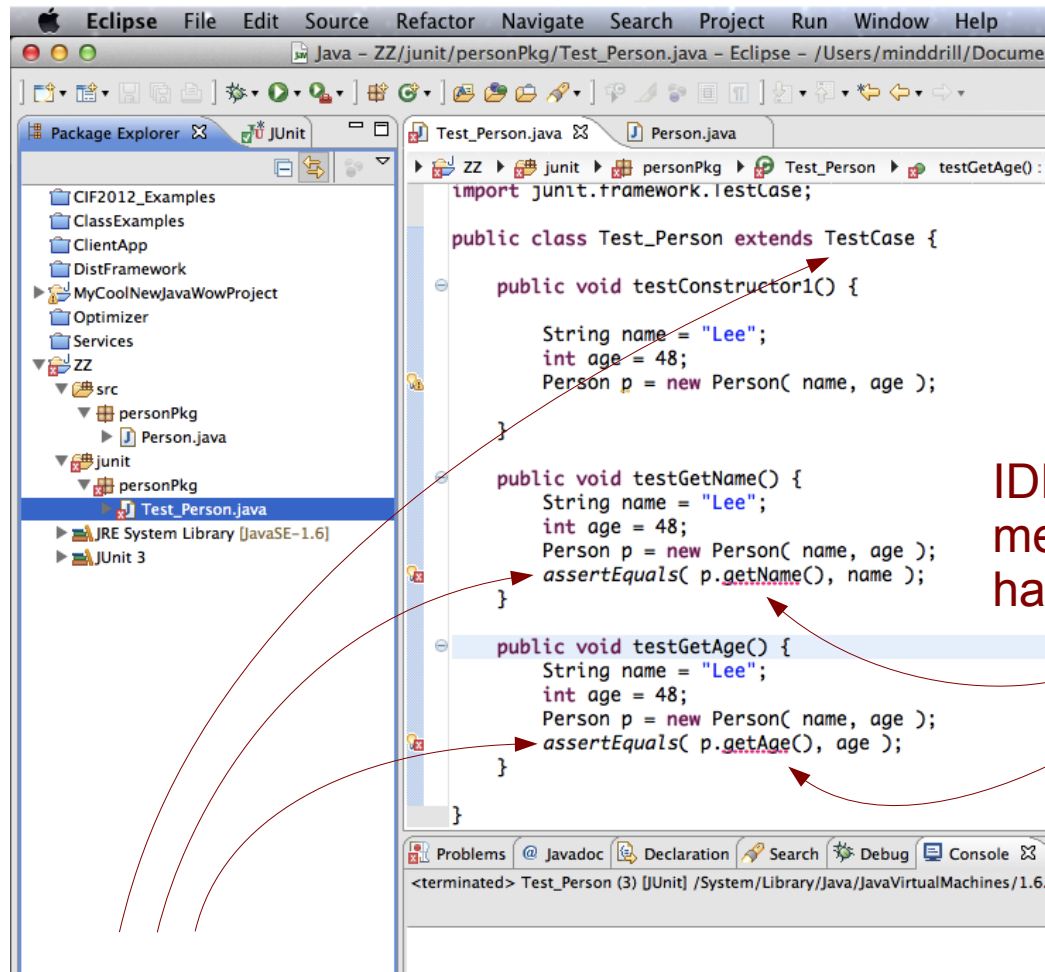 Eclipse File Edit Source Refactor Navigate Search Project Run Window Help
Java – ZZ/junit/personPkg/Test_Person.java – Eclipse – /Users/minddrill/Docume
Package Explorer
JUnit
CIF2012_Examples
ClassExamples
ClientApp
DistFramework
MyCoolNewJavaWowProject
Optimizer
Services
ZZ
src
personPkg
Person.java
junit
personPkg
Test_Person.java
JRE System Library [JavaSE-1.6]
JUnit 3
Test_Person.java
Person.java
ZZ junit personPkg Test_Person testGetAge() :
import junit.framework.TestCase;
public class Test_Person extends TestCase {
public void testConstructor1() {
String name = "Lee";
int age = 48;
Person p = new Person( name, age );
}
public void testGetName() {
String name = "Lee";
int age = 48;
Person p = new Person( name, age );
assertEquals( p.getName(), name );
}
public void testGetAge() {
String name = "Lee";
int age = 48;
Person p = new Person( name, age );
assertEquals( p.getAge(), age );
}
}
me
ha
Problems @ Javadoc Declaration Search Debug Console
<terminated> Test_Person (3) [JUnit] /System/Library/Java/JavaVirtualMachines/1.6.